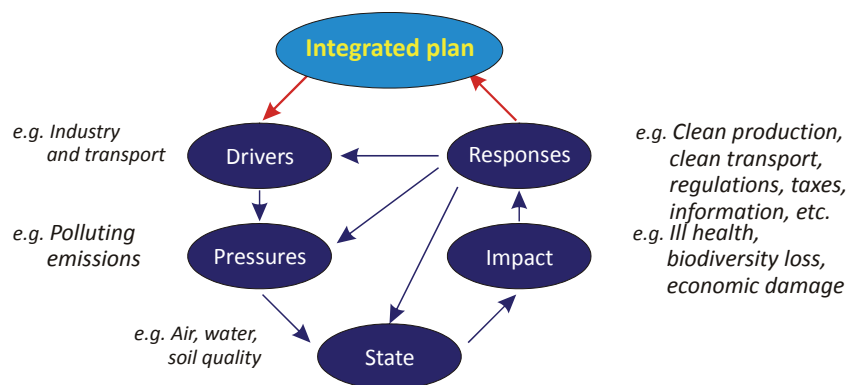 Integrated plan
e.g. Industry
and transport
Drivers
Responses
e.g. Clean production,
clean transport,
regulations, taxes,
information, etc.
e.g. Polluting
emissions
Pressures
Impact
e.g. Ill health,
biodiversity loss,
economic damage
e.g. Air, water,
soil quality
State